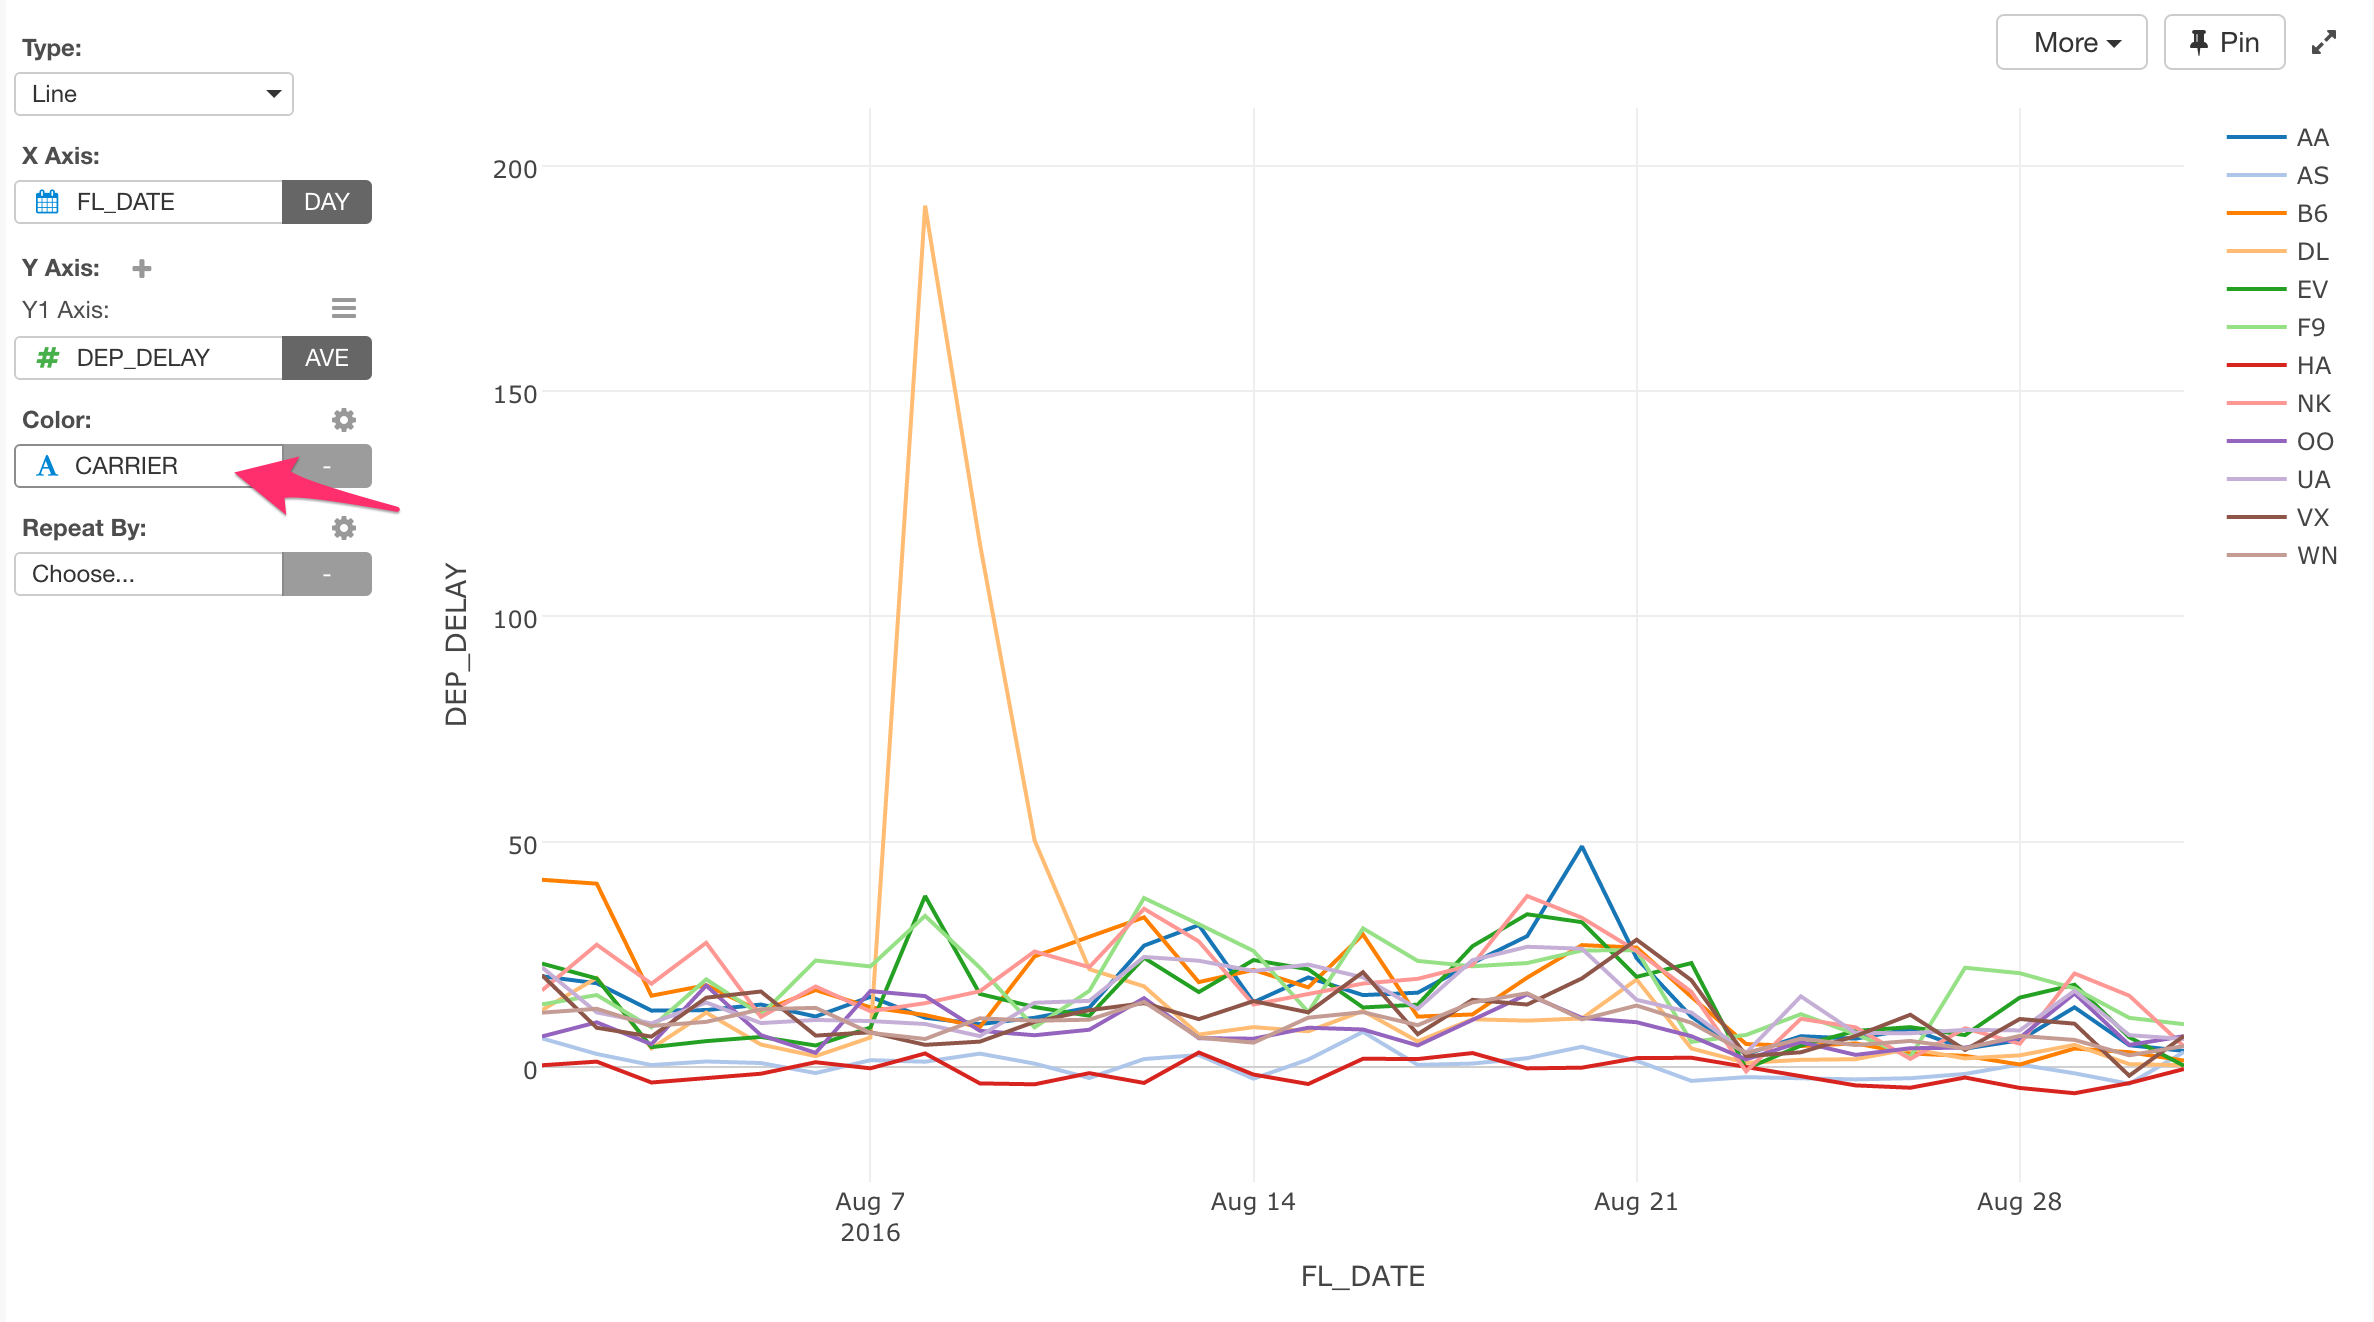 Type:
Line
X Axis:
FL_DATE DAY
Y Axis:
Y1 Axis:
DEP_DELAY AVE
Color:
CARRIER -
Repeat By:
Choose... -
More Pin
200
150
100
50
0
DEP_DELAY
Aug 7
2016
Aug 14
Aug 21
Aug 28
FL_DATE
AA
AS
B6
DL
EV
F9
HA
NK
OO
UA
VX
WN